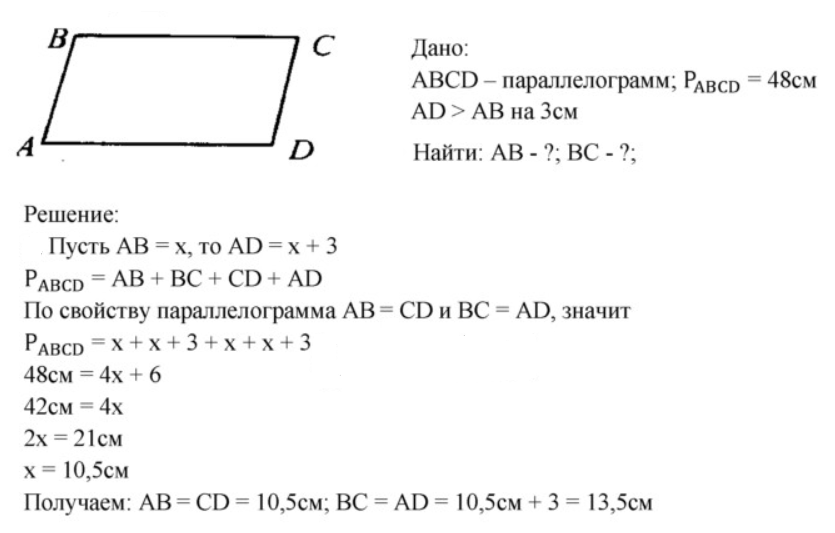 B
C
A
D
Дано:
ABCD – параллелограмм; P_ABCD = 48см
AD > AB на 3см
Найти: AB - ?; BC - ?;
Решение:
Пусть AB = x, то AD = x + 3
P_ABCD = AB + BC + CD + AD
По свойству параллелограмма AB = CD и BC = AD, значит
P_ABCD = x + x + 3 + x + x + 3
48см = 4x + 6
42см = 4x
2x = 21см
x = 10,5см
Получаем: AB = CD = 10,5см; BC = AD = 10,5см + 3 = 13,5см